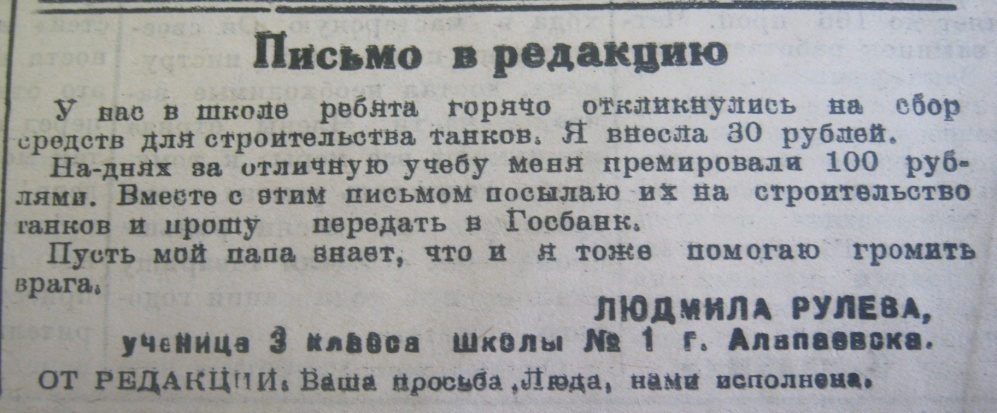 Письмо в редакцию
У нас в школе ребята горячо откликнулись на сбор
средств для строительства танков. Я внесла 30 рублей.
На-днях за отличную учебу меня премировали 100 руб-
лями. Вместе с этим письмом посылаю их на строительство
танков и прошу передать в Госбанк.
Пусть мой папа знает, что и я тоже помогаю громить
врага.
ЛЮДМИЛА РУЛЕВА,
ученица 3 класса школы № 1 г. Алапаевска.
ОТ РЕДАКЦИИ. Ваша просьба, Люда, нами исполнена.